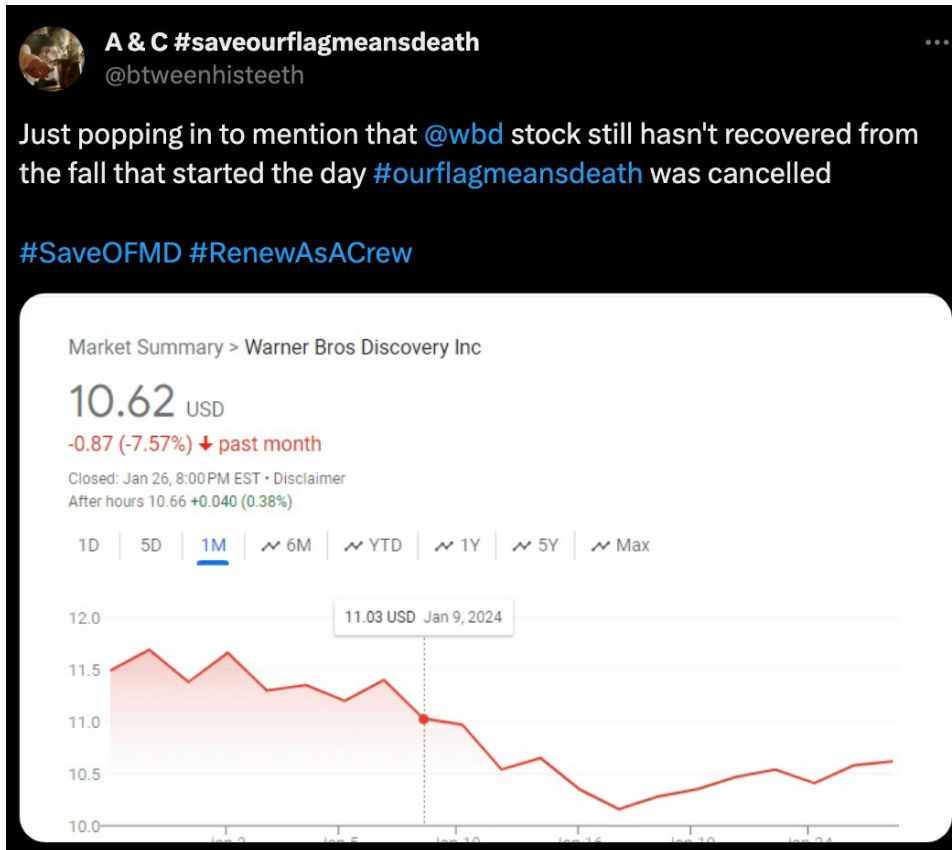 A & C #saveourflagmeansdeath
@btweenhisteeth
Just popping in to mention that @wbd stock still hasn't recovered from
the fall that started the day #ourflagmeansdeath was cancelled
#SaveOFMD #RenewAsACrew
Market Summary > Warner Bros Discovery Inc
10.62 USD
-0.87 (-7.57%) ↓ past month
Closed: Jan 26, 8:00 PM EST • Disclaimer
After hours 10.66 +0.040 (0.38%)
1D 5D 1M 6M YTD 1Y 5Y Max
11.03 USD Jan 9, 2024
12.0
11.5
11.0
10.5
10.0